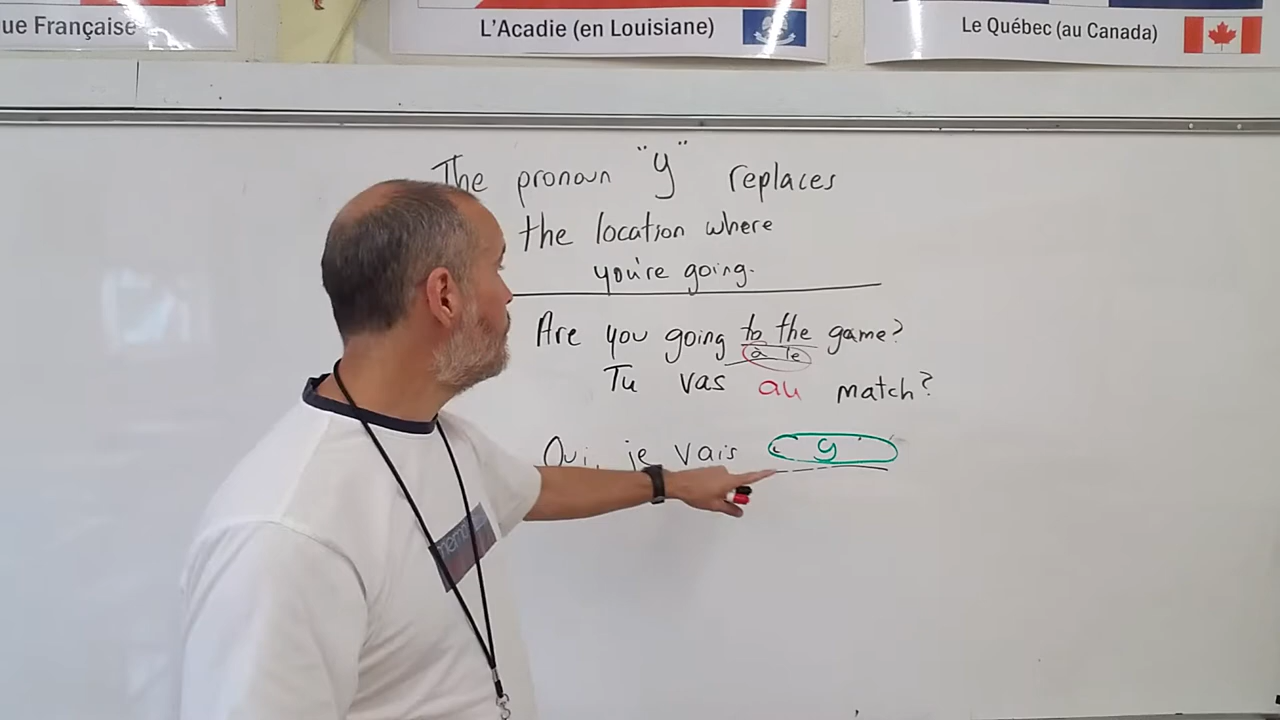 ue Française
L'Acadie (en Louisiane)
Le Québec (au Canada)
The pronoun "y" replaces
the location where
you're going.
Are you going to the game?
à le
Tu vas au match?
Oui, je vais y